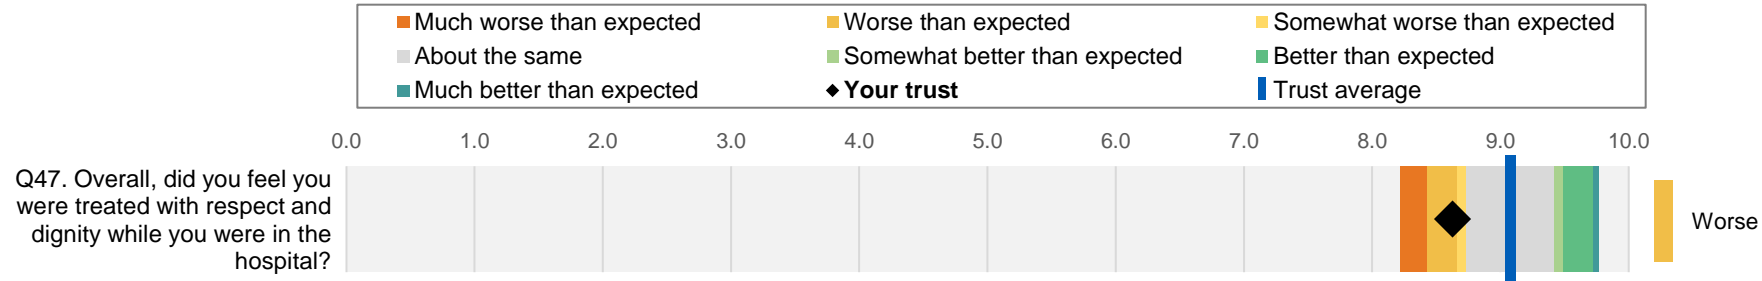 Much worse than expected
Worse than expected
Somewhat worse than expected
About the same
Somewhat better than expected
Better than expected
Much better than expected
Your trust
Trust average
0.0 1.0 2.0 3.0 4.0 5.0 6.0 7.0 8.0 9.0 10.0
Q47. Overall, did you feel you
were treated with respect and
dignity while you were in the
hospital?
Worse